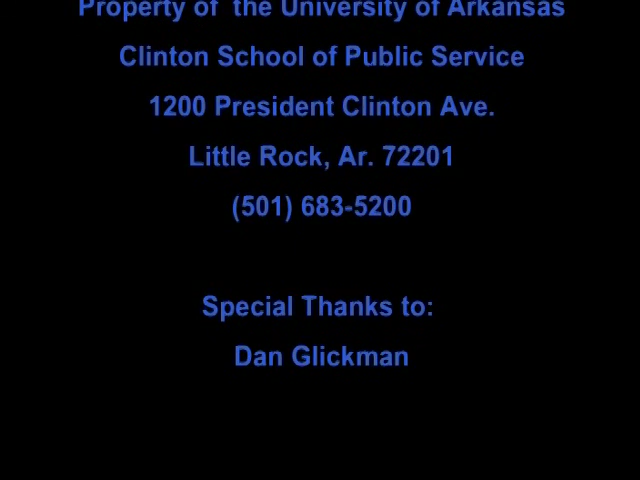 Property of the University of Arkansas
Clinton School of Public Service
1200 President Clinton Ave.
Little Rock, Ar. 72201
(501) 683-5200
Special Thanks to:
Dan Glickman